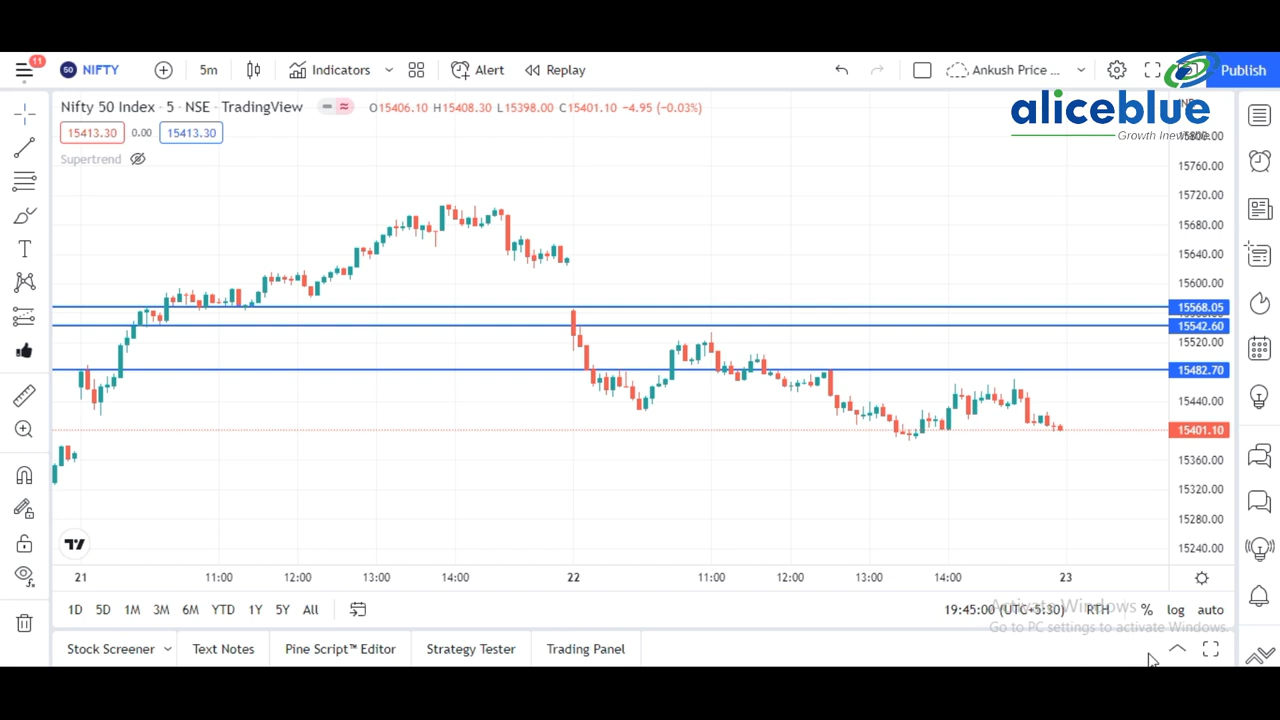 11
50 NIFTY 5m Indicators Alert Replay Ankush Price ... Publish
Nifty 50 Index · 5 · NSE · TradingView O15406.10 H15408.30 L15398.00 C15401.10 −4.95 (−0.03%)
aliceblue
Growth
15413.30 0.00 15413.30
Supertrend
15800.00
15760.00
15720.00
15680.00
15640.00
15600.00
15568.05
15542.60
15520.00
15482.70
15440.00
15401.10
15360.00
15320.00
15280.00
15240.00
T
21 11:00 12:00 13:00 14:00 22 11:00 12:00 13:00 14:00 23
1D 5D 1M 3M 6M YTD 1Y 5Y All 19:45:00 (UTC+5:30) RTH % log auto
Activate Windows
Go to PC settings to activate Windows.
Stock Screener Text Notes Pine Script™ Editor Strategy Tester Trading Panel